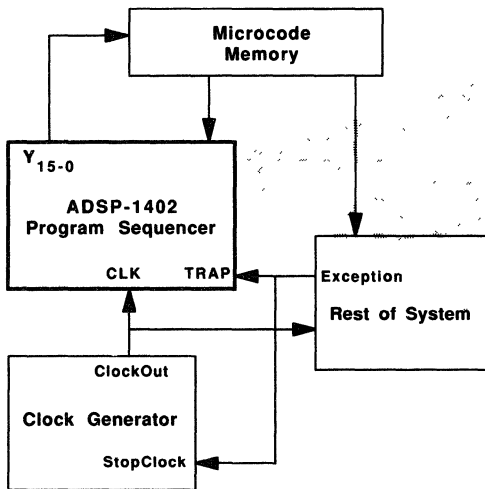 Microcode
Memory
Y15-0
ADSP-1402
Program Sequencer
CLK TRAP
Exception
Rest of System
ClockOut
Clock Generator
StopClock